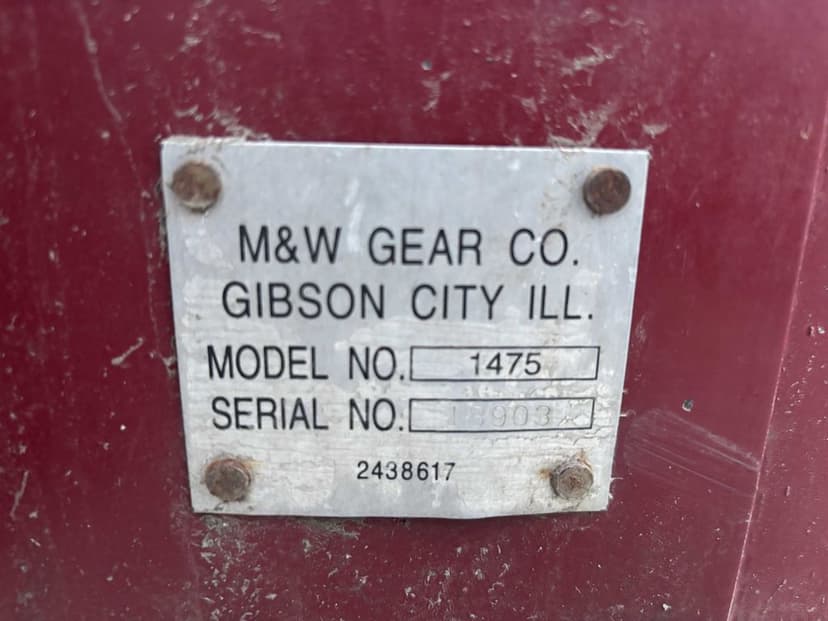 M&W GEAR CO.
GIBSON CITY ILL.
MODEL NO. 1475
SERIAL NO.
2438617